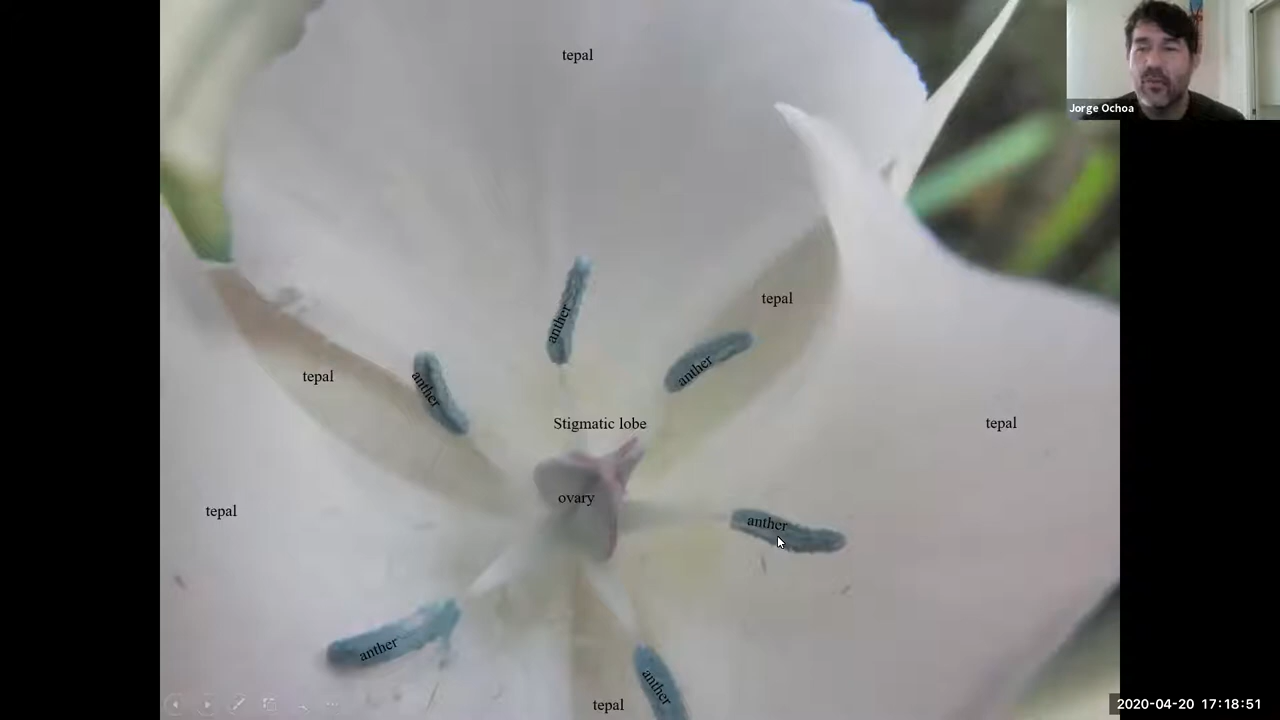 tepal
Jorge Ochoa
tepal
anther
anther
anther
tepal
Stigmatic lobe
tepal
ovary
tepal
anther
anther
anther
tepal
2020-04-20 17:18:51